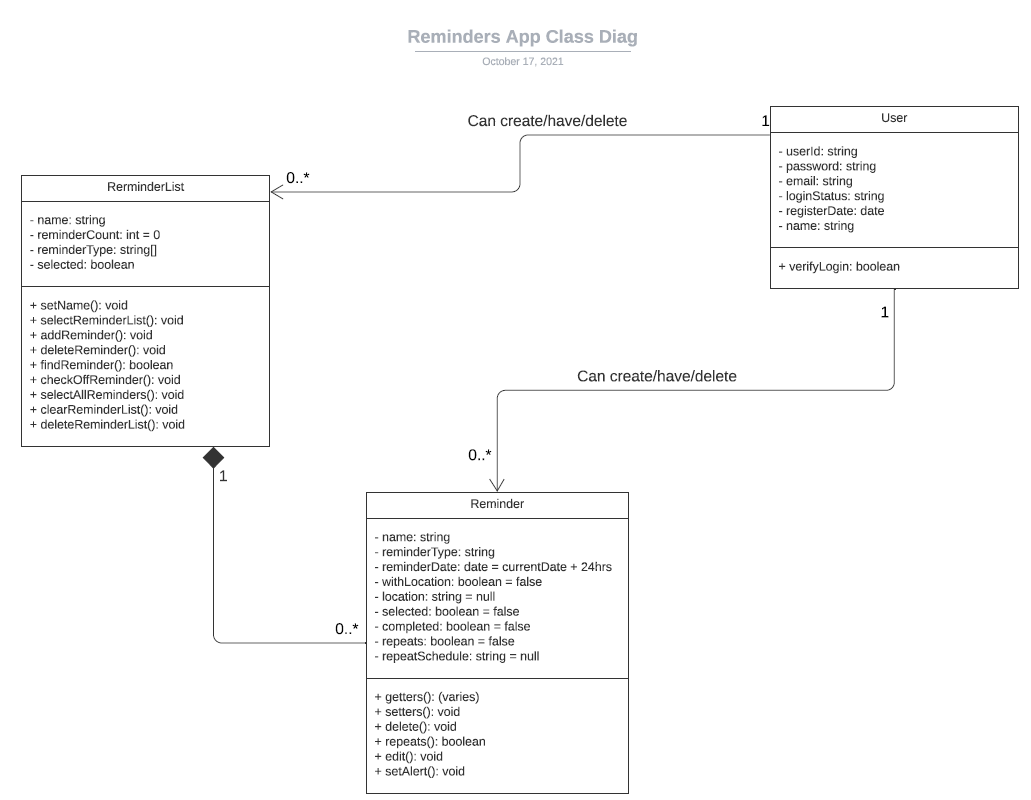 Reminders App Class Diag
October 17, 2021
Can create/have/delete
1
User
- userId: string
- password: string
- email: string
- loginStatus: string
- registerDate: date
- name: string
+ verifyLogin: boolean
0..*
RerminderList
- name: string
- reminderCount: int = 0
- reminderType: string[]
- selected: boolean
+ setName(): void
+ selectReminderList(): void
+ addReminder(): void
+ deleteReminder(): void
+ findReminder(): boolean
+ checkOffReminder(): void
+ selectAllReminders(): void
+ clearReminderList(): void
+ deleteReminderList(): void
1
Can create/have/delete
0..*
1
0..*
Reminder
- name: string
- reminderType: string
- reminderDate: date = currentDate + 24hrs
- withLocation: boolean = false
- location: string = null
- selected: boolean = false
- completed: boolean = false
- repeats: boolean = false
- repeatSchedule: string = null
+ getters(): (varies)
+ setters(): void
+ delete(): void
+ repeats(): boolean
+ edit(): void
+ setAlert(): void